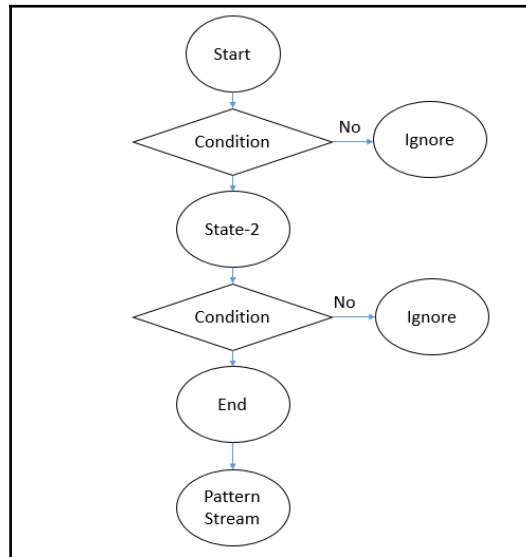 Start
Condition
No
Ignore
State-2
Condition
No
Ignore
End
Pattern
Stream